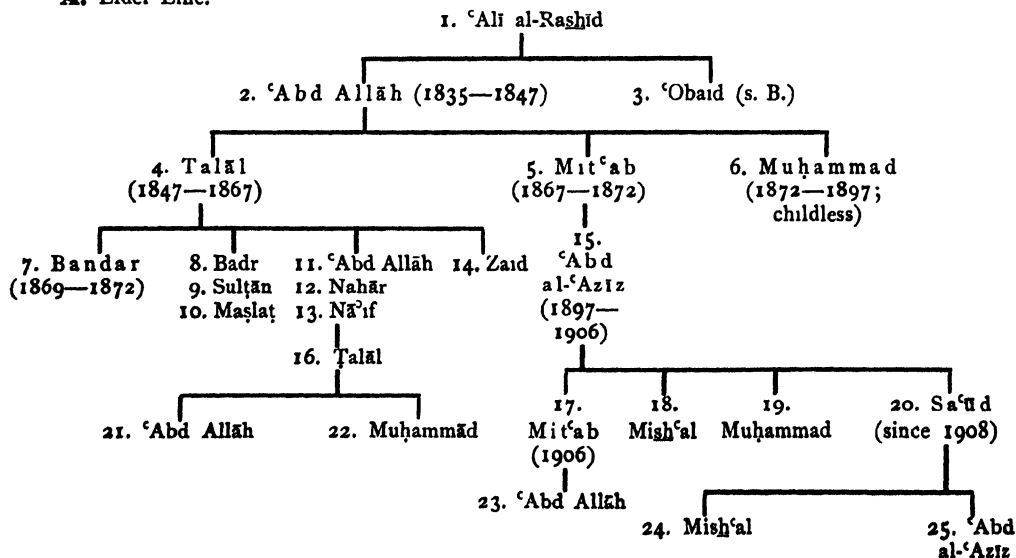 A. Elder Line.
1. ʿAlī al-Rashīd
2. ʿAbd Allāh (1835—1847) 3. ʿObaid (s. B.)
4. Talāl 5. Mitʿab 6. Muḥammad
(1847—1867) (1867—1872) (1872—1897;
childless)
15.
7. Bandar 8. Badr 11. ʿAbd Allāh 14. Zaid ʿAbd
(1869—1872) 9. Sulṭān 12. Nahār al-ʿAzīz
10. Maṣlaṭ 13. Nāʾif (1897—
1906)
16. Ṭalāl
17. 18. 19. 20. Saʿūd
21. ʿAbd Allāh 22. Muḥammād Mitʿab Mishʿal Muḥammad (since 1908)
(1906)
23. ʿAbd Allāh
24. Mishʿal 25. ʿAbd
al-ʿAzīz